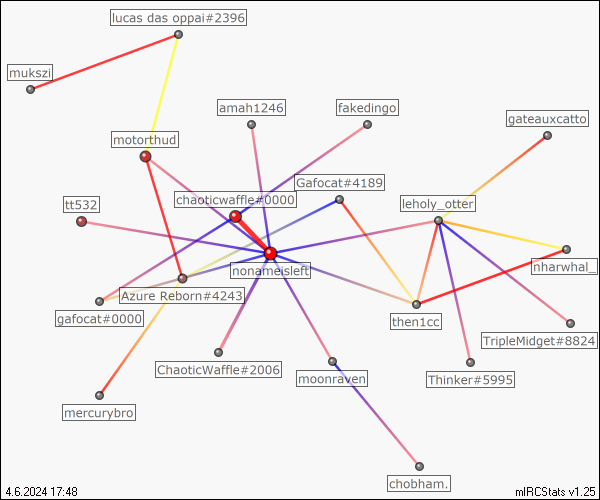 lucas das oppai#2396
mukszi
amah1246
fakedingo
gateauxcatto
motorthud
Gafocat#4189
chaoticwaffle#0000
tt532
leholy_otter
nonameisleft
nharwhal_
Azure Reborn#4243
gafocat#0000
then1cc
TripleMidget#8824
ChaoticWaffle#2006
moonraven
Thinker#5995
mercurybro
chobham.
4.6.2024 17:48
mIRCStats v1.25